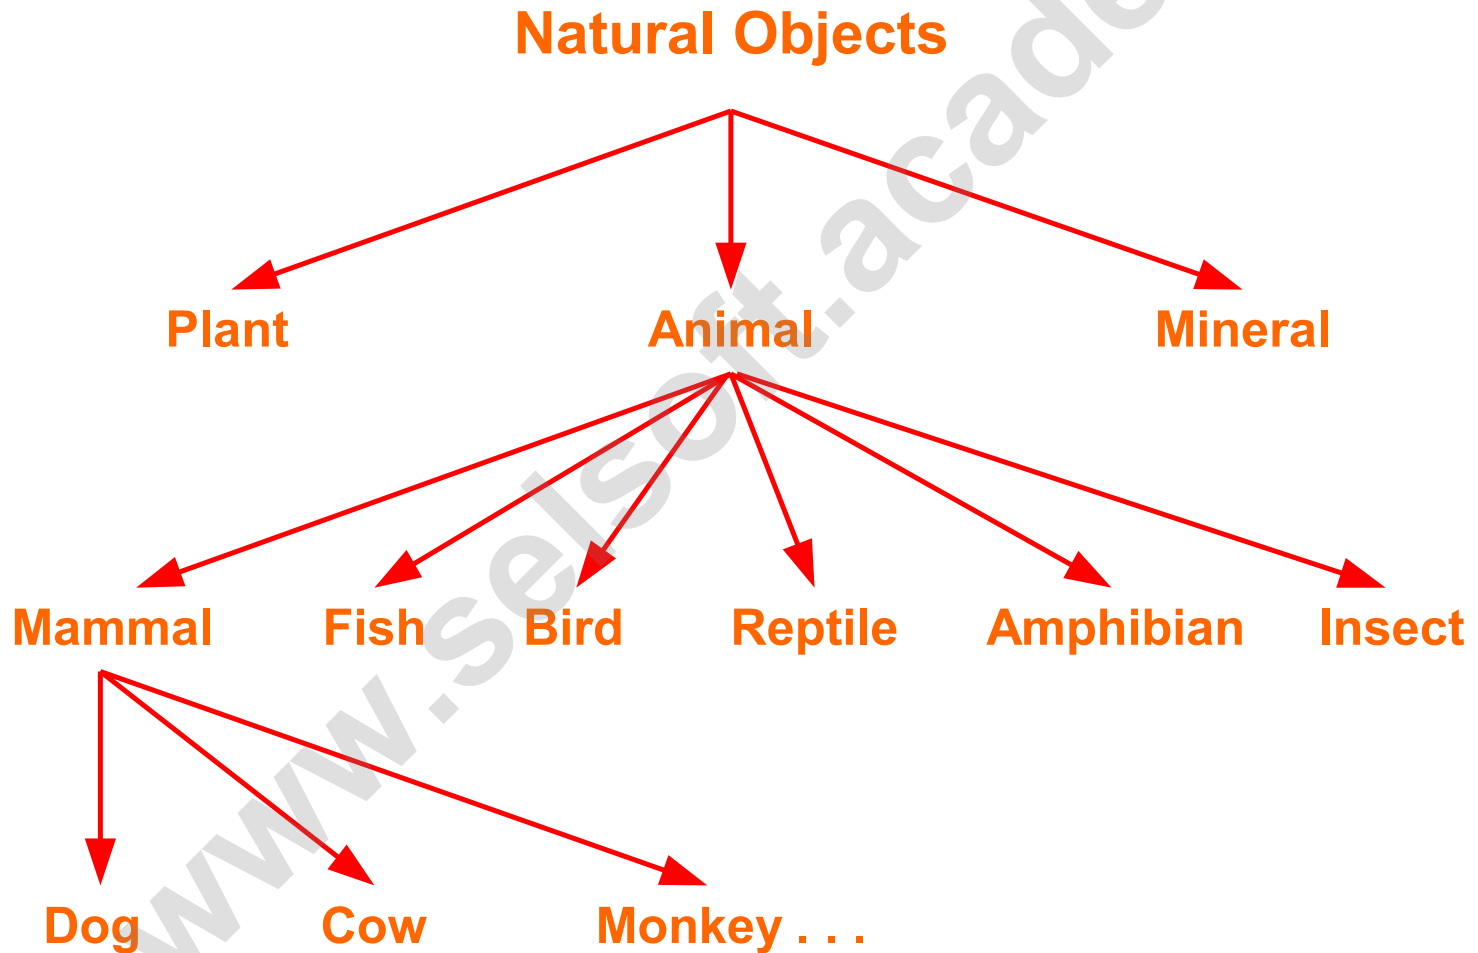 Natural Objects
Plant Animal Mineral
Mammal Fish Bird Reptile Amphibian Insect
Dog Cow Monkey . . .
www.selsoft.acade